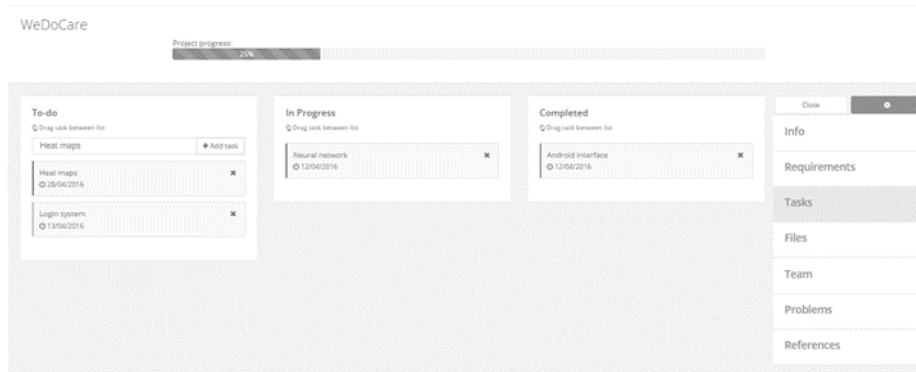 WeDoCare
Project progress:
25%
To-do
Drag task between list
Heat maps
+ Add task
Heat maps
28/04/2016
Login system
13/04/2016
In Progress
Drag task between list
Neural network
12/04/2016
Completed
Drag task between list
Android interface
12/04/2016
Close
Info
Requirements
Tasks
Files
Team
Problems
References